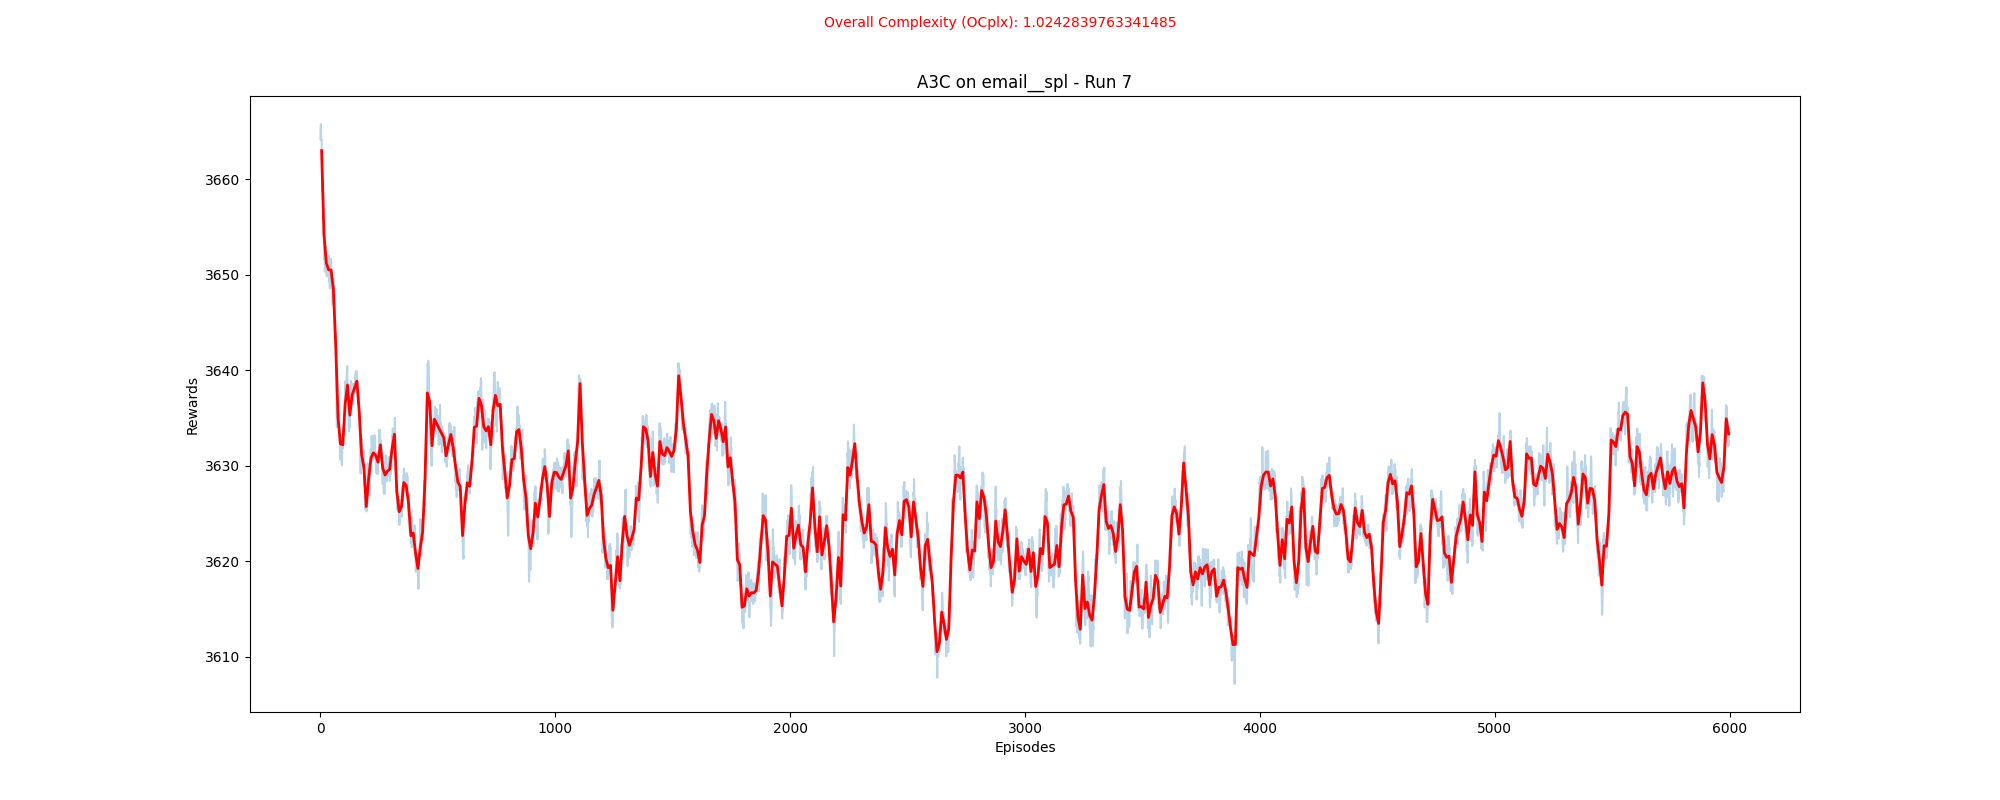 Overall Complexity (OCplx): 1.0242839763341485
A3C on email__spl - Run 7
Rewards
3660
3650
3640
3630
3620
3610
0 1000 2000 3000 4000 5000 6000
Episodes